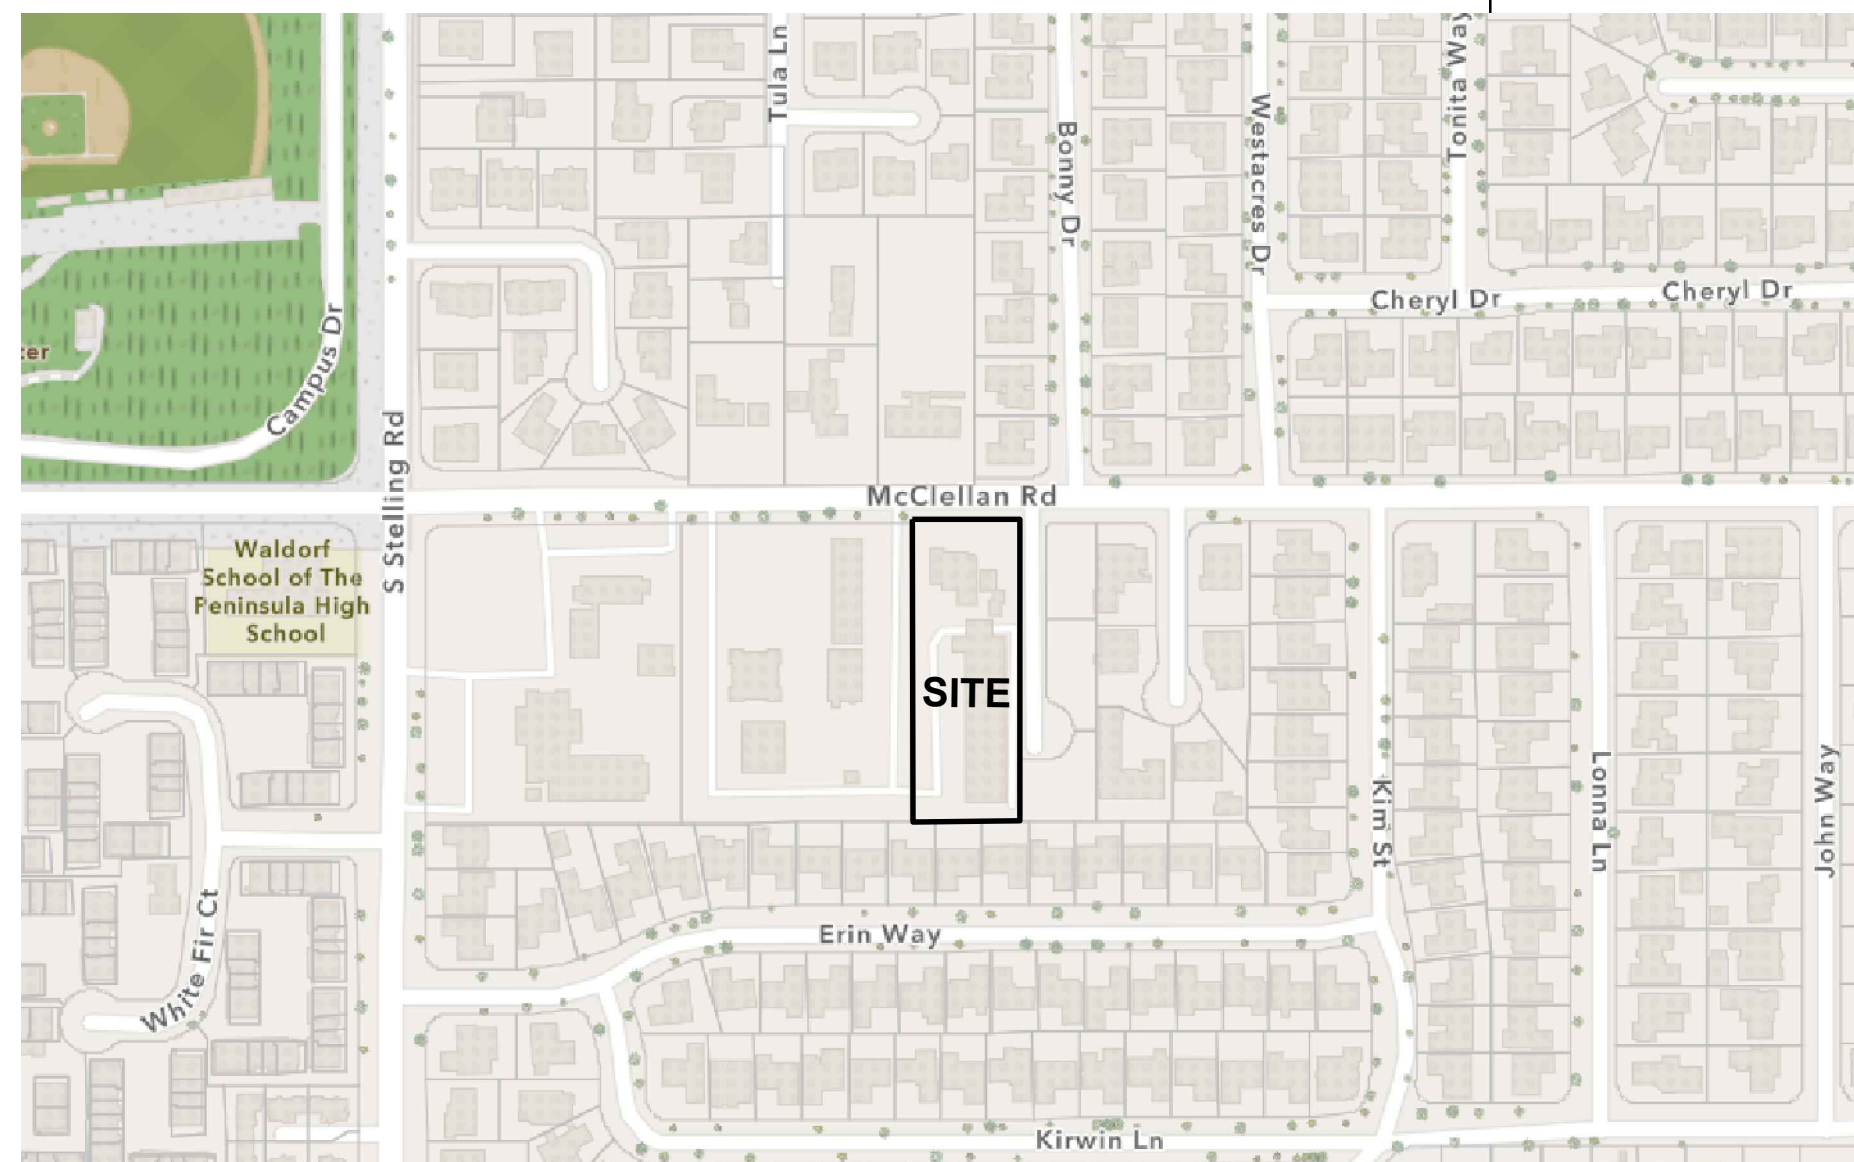 Tula Ln
Bonny Dr
Westacres Dr
Tonita Way
Cheryl Dr
Cheryl Dr
ter
Campus Dr
S Stelling Rd
McClellan Rd
Waldorf
School of The
Peninsula High
School
SITE
Kim St
Lonna Ln
John Way
White Fir Ct
Erin Way
Kirwin Ln